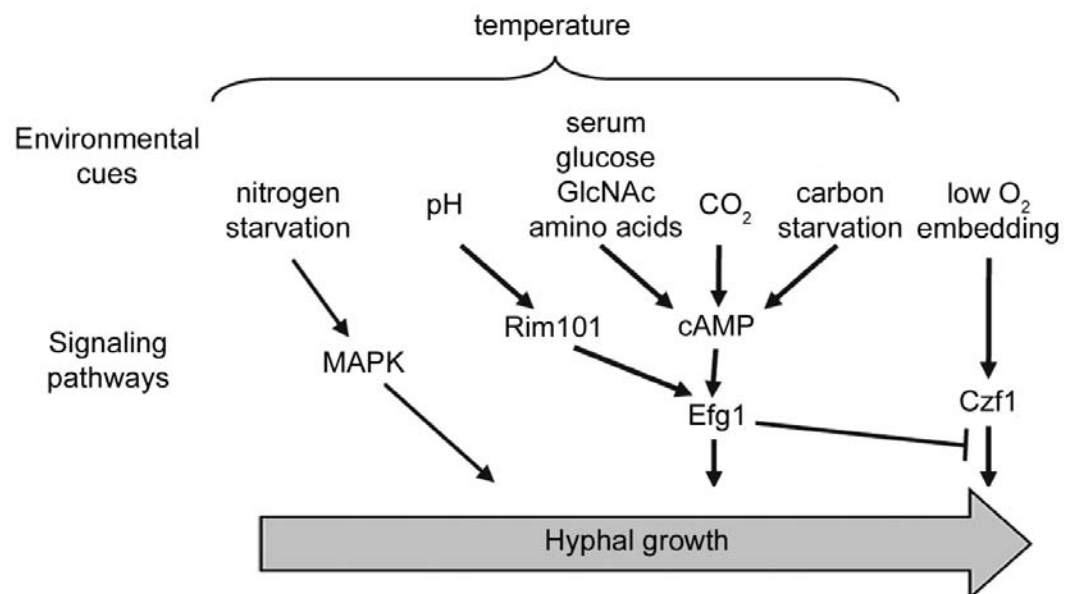 temperature
Environmental
cues
nitrogen
starvation
pH
serum
glucose
GlcNAc
amino acids
CO₂
carbon
starvation
low O₂
embedding
Signaling
pathways
MAPK
Rim101
cAMP
Efg1
Czf1
Hyphal growth